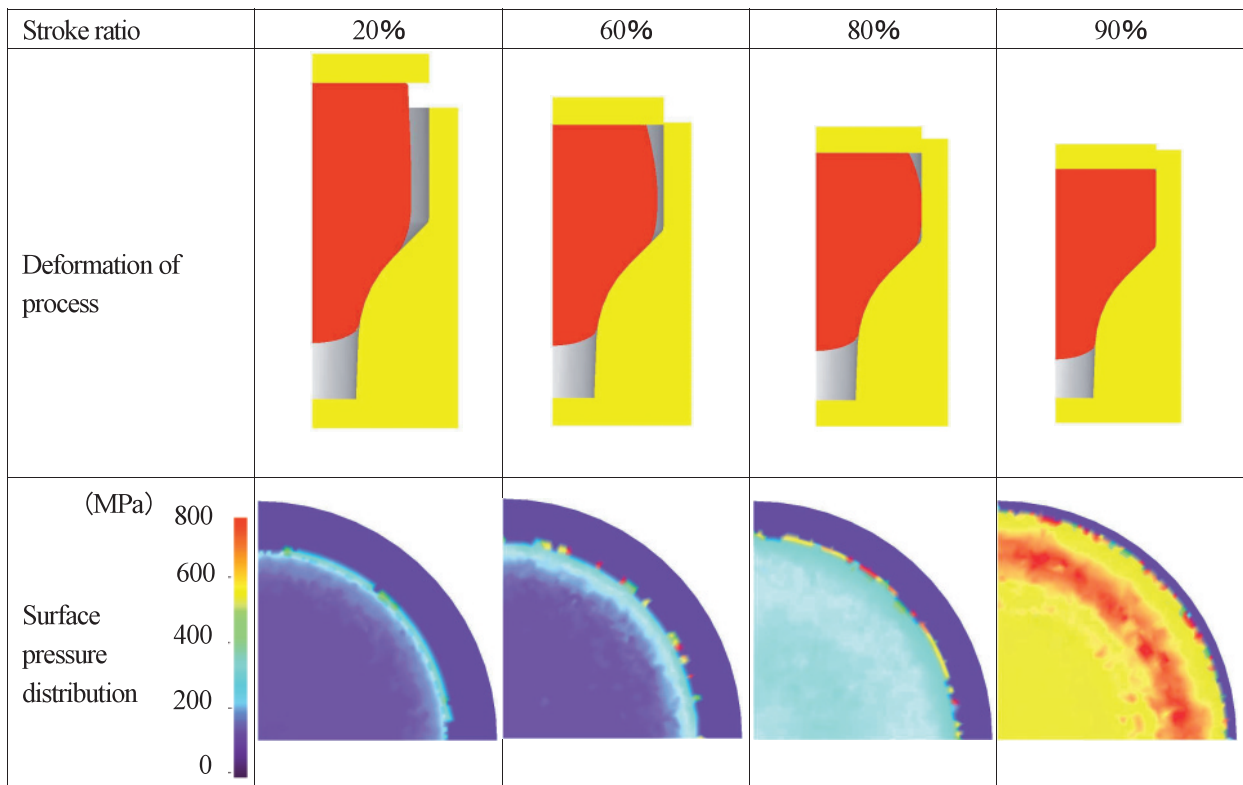 Stroke ratio
20%
60%
80%
90%
Deformation of
process
(MPa)
800
600
400
200
0
Surface
pressure
distribution